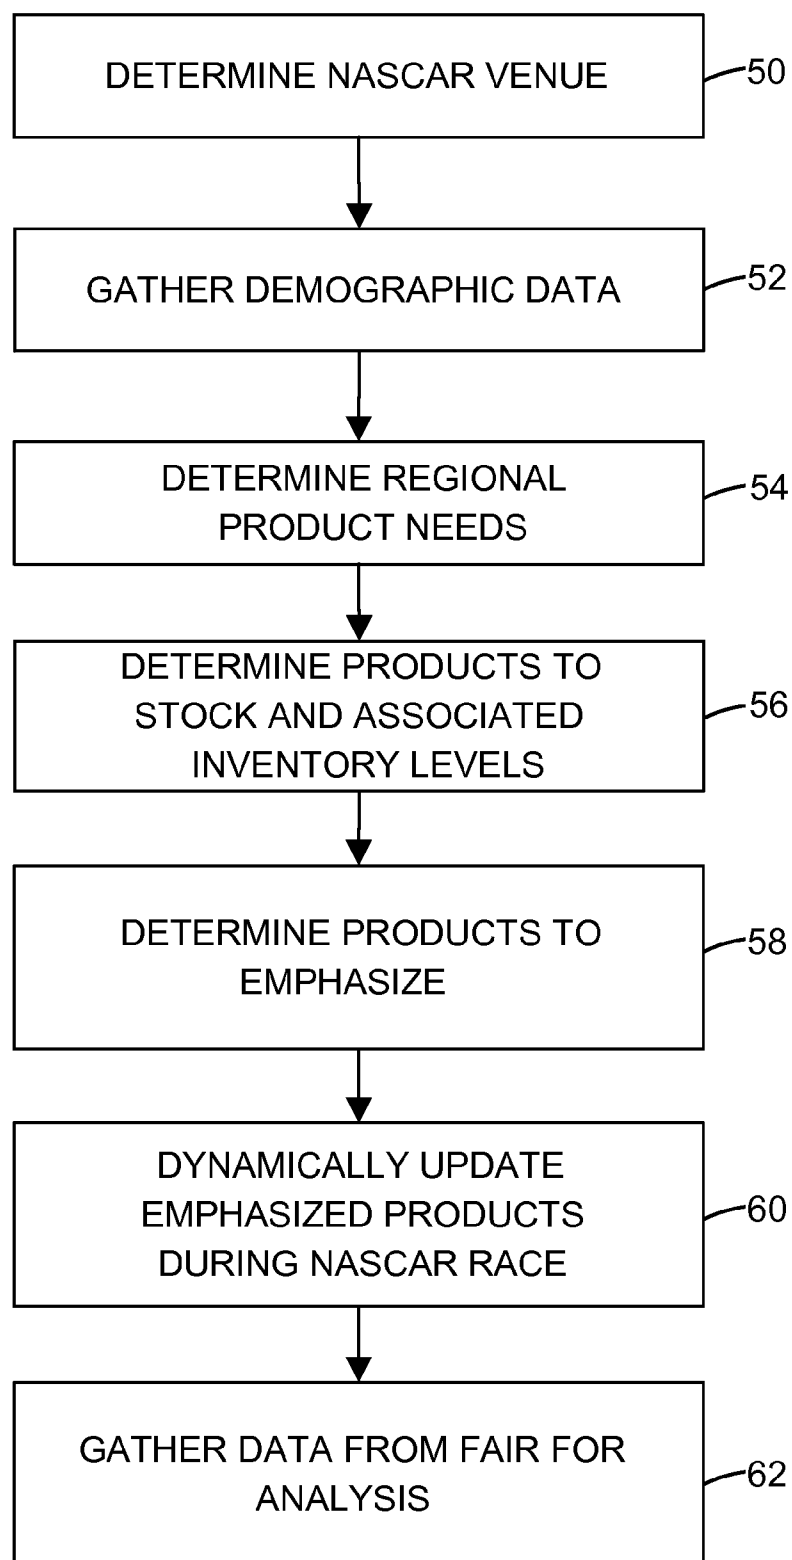 DETERMINE NASCAR VENUE
50
GATHER DEMOGRAPHIC DATA
52
DETERMINE REGIONAL
PRODUCT NEEDS
54
DETERMINE PRODUCTS TO
STOCK AND ASSOCIATED
INVENTORY LEVELS
56
DETERMINE PRODUCTS TO
EMPHASIZE
58
DYNAMICALLY UPDATE
EMPHASIZED PRODUCTS
DURING NASCAR RACE
60
GATHER DATA FROM FAIR FOR
ANALYSIS
62